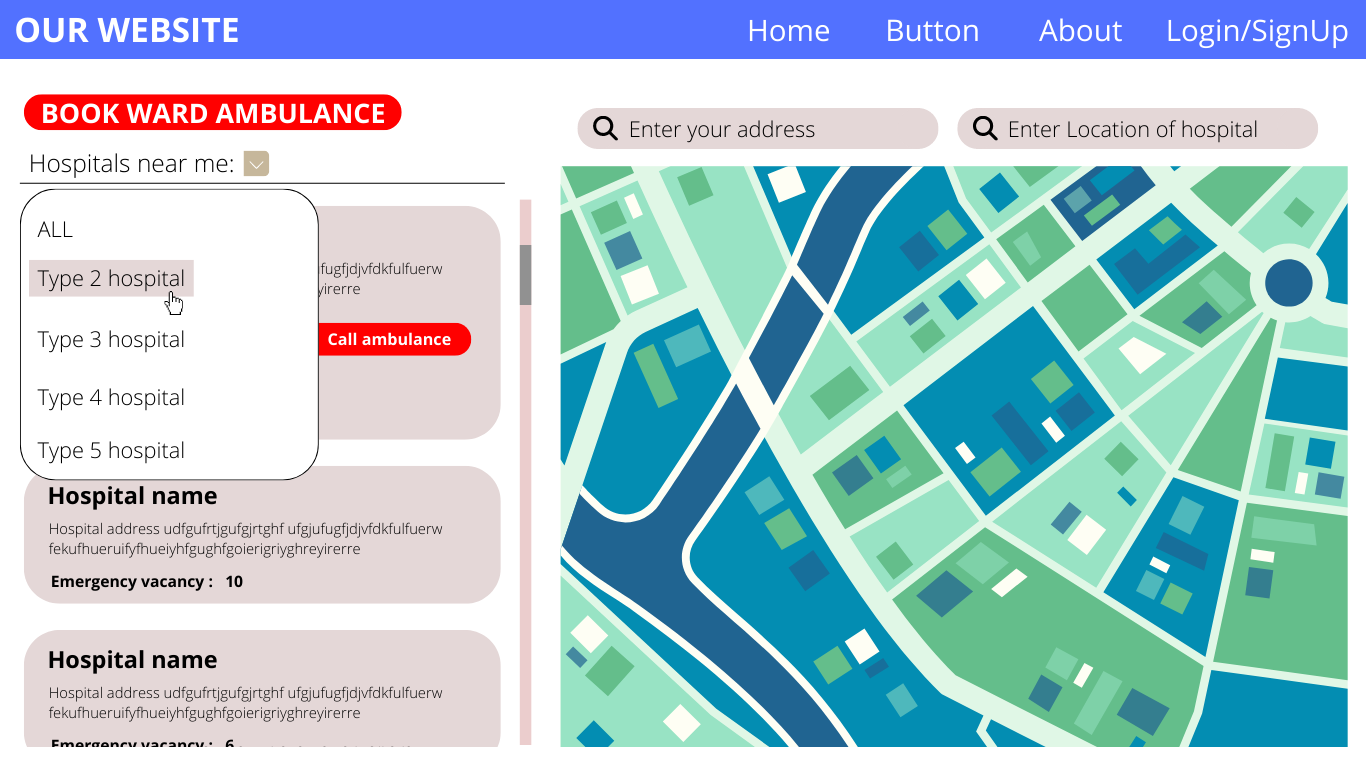 OUR WEBSITE
Home
Button
About
Login/SignUp
BOOK WARD AMBULANCE
Enter your address
Enter Location of hospital
Hospitals near me:
ALL
Type 2 hospital
Type 3 hospital
Type 4 hospital
Type 5 hospital
Call ambulance
Hospital name
Hospital address udfgufrtjgufgjrtghf ufgjufugfjdjvfdkfulfuerw
fekufhueruifyfhueiyhfgughfgoierigriyghreyirerre
Emergency vacancy : 10
Hospital name
Hospital address udfgufrtjgufgjrtghf ufgjufugfjdjvfdkfulfuerw
fekufhueruifyfhueiyhfgughfgoierigriyghreyirerre
Emergency vacancy : 6